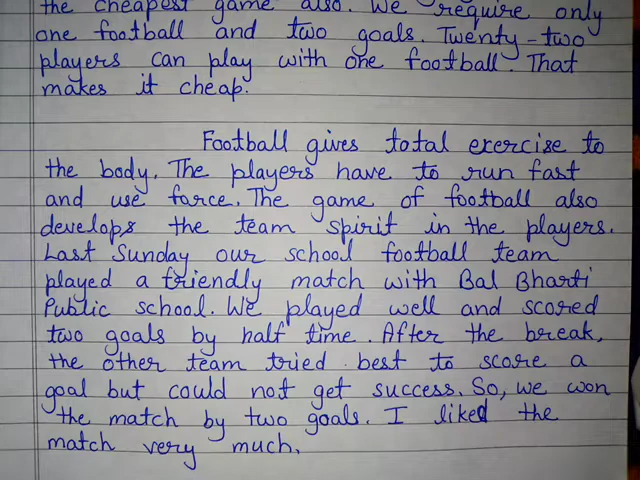 the cheapest game also. We require only
one football and two goals. Twenty-two
players can play with one football. That
makes it cheap.
Football gives total exercise to
the body. The players have to run fast
and use farce. The game of football also
develops the team spirit in the players.
Last Sunday our school football team
played a friendly match with Bal Bharti
Public school. We played well and scored
two goals by half time. After the break,
the other team tried best to score a
goal but could not get success. So, we won
the match by two goals. I liked the
match very much.